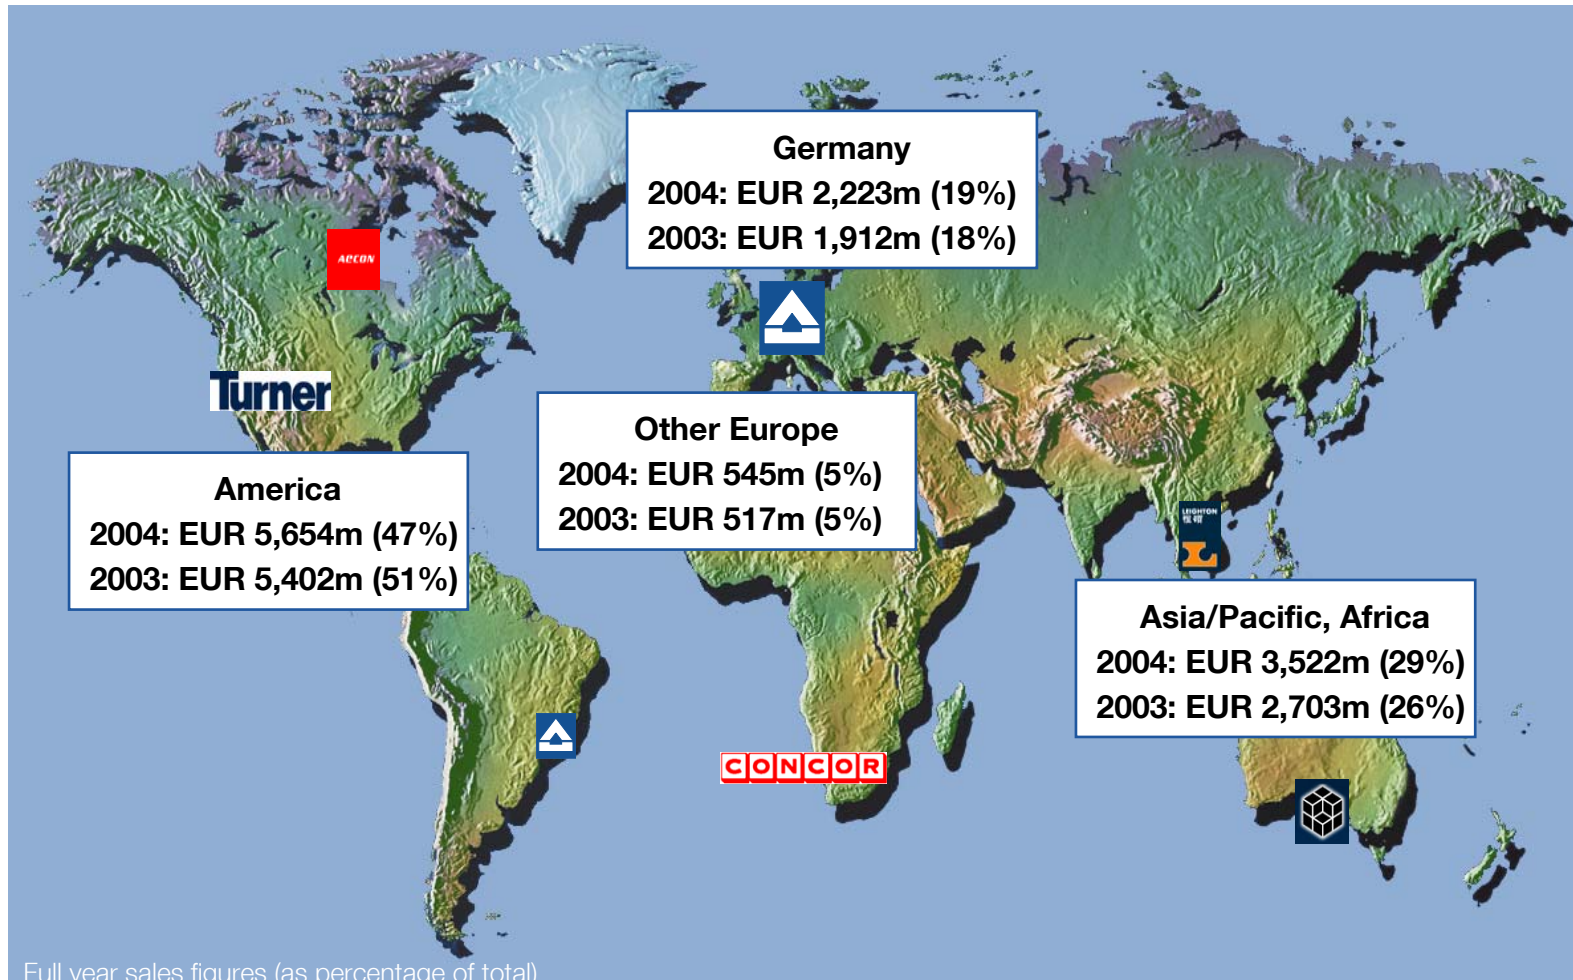 Germany
2004: EUR 2,223m (19%)
2003: EUR 1,912m (18%)
AECON
Turner
Other Europe
2004: EUR 545m (5%)
2003: EUR 517m (5%)
America
2004: EUR 5,654m (47%)
2003: EUR 5,402m (51%)
LEIGHTON
Asia/Pacific, Africa
2004: EUR 3,522m (29%)
2003: EUR 2,703m (26%)
CONCOR
Full year sales figures (as percentage of total)